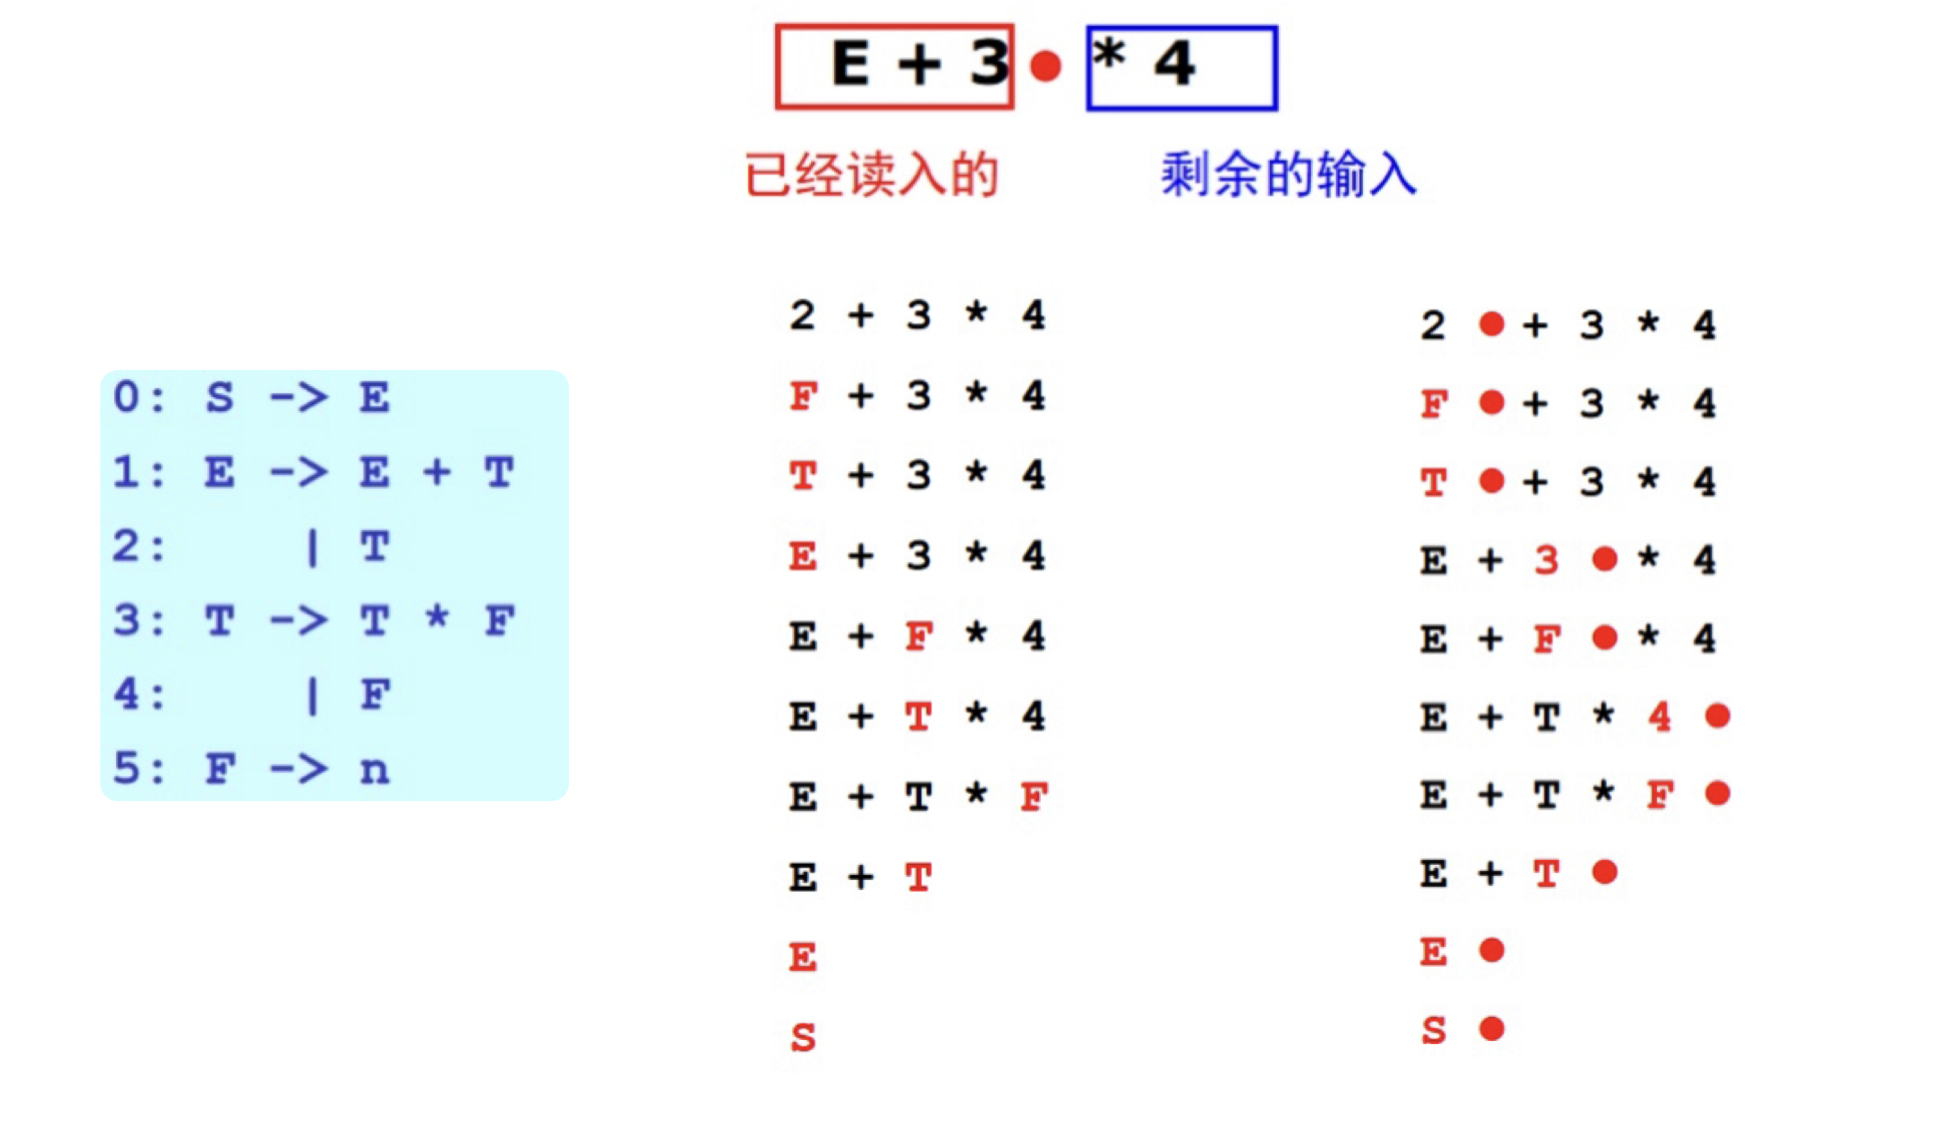 E + 3 ● * 4
已经读入的 剩余的输入
0: S -> E
1: E -> E + T
2: | T
3: T -> T * F
4: | F
5: F -> n
2 + 3 * 4
F + 3 * 4
T + 3 * 4
E + 3 * 4
E + F * 4
E + T * 4
E + T * F
E + T
E
S
2 ● + 3 * 4
F ● + 3 * 4
T ● + 3 * 4
E + 3 ● * 4
E + F ● * 4
E + T * 4 ●
E + T * F ●
E + T ●
E ●
S ●